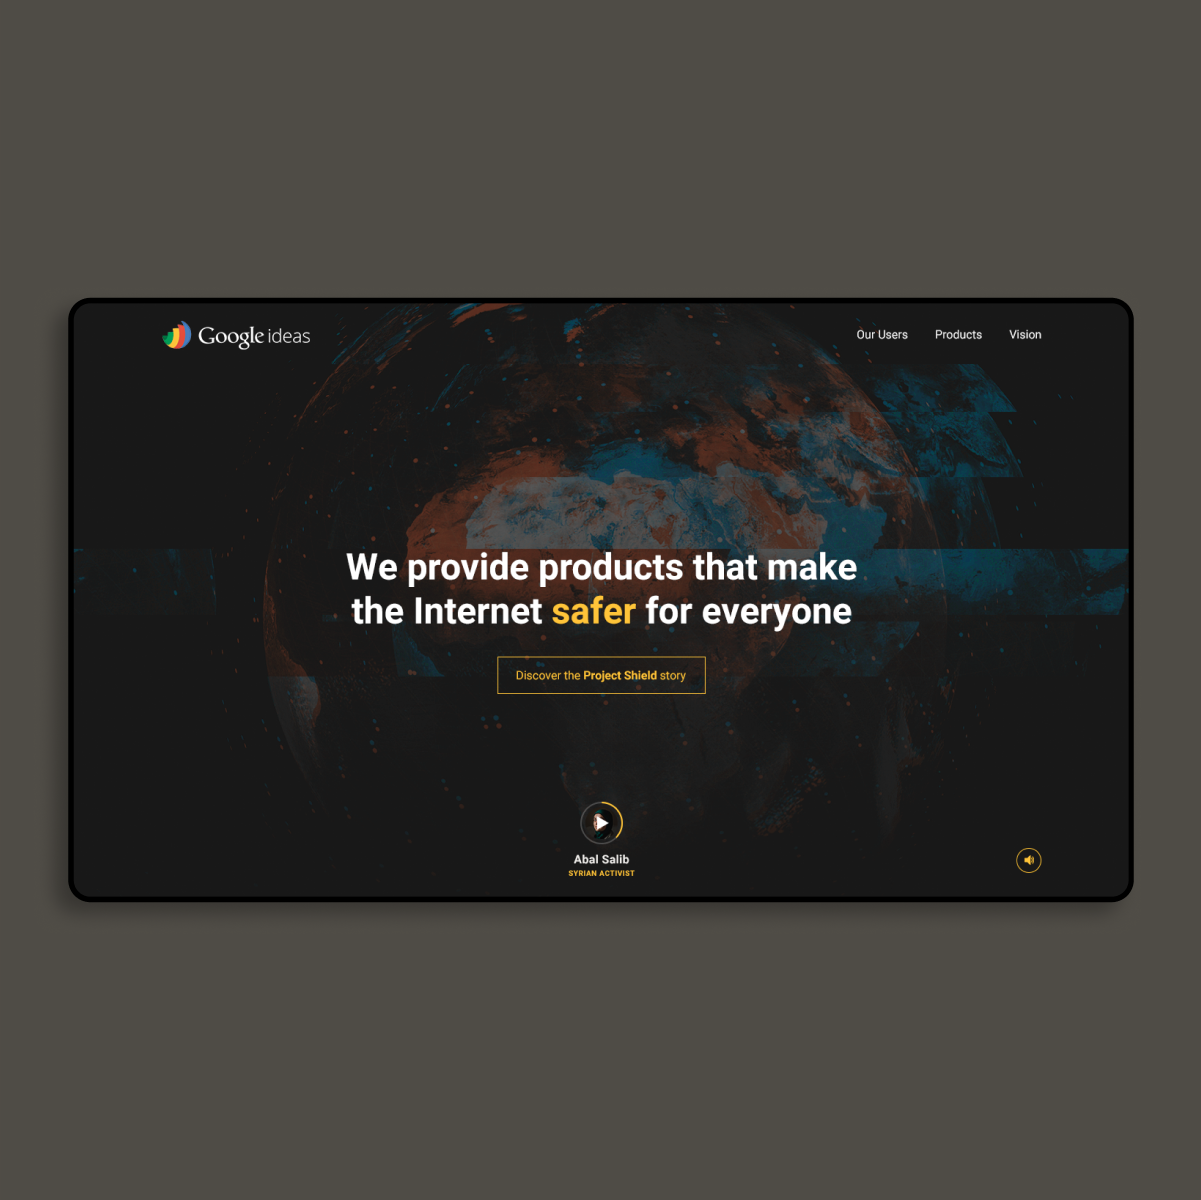 Google ideas
Our Users
Products
Vision
We provide products that make
the Internet safer for everyone
Discover the Project Shield story
Abal Salib
SYRIAN ACTIVIST